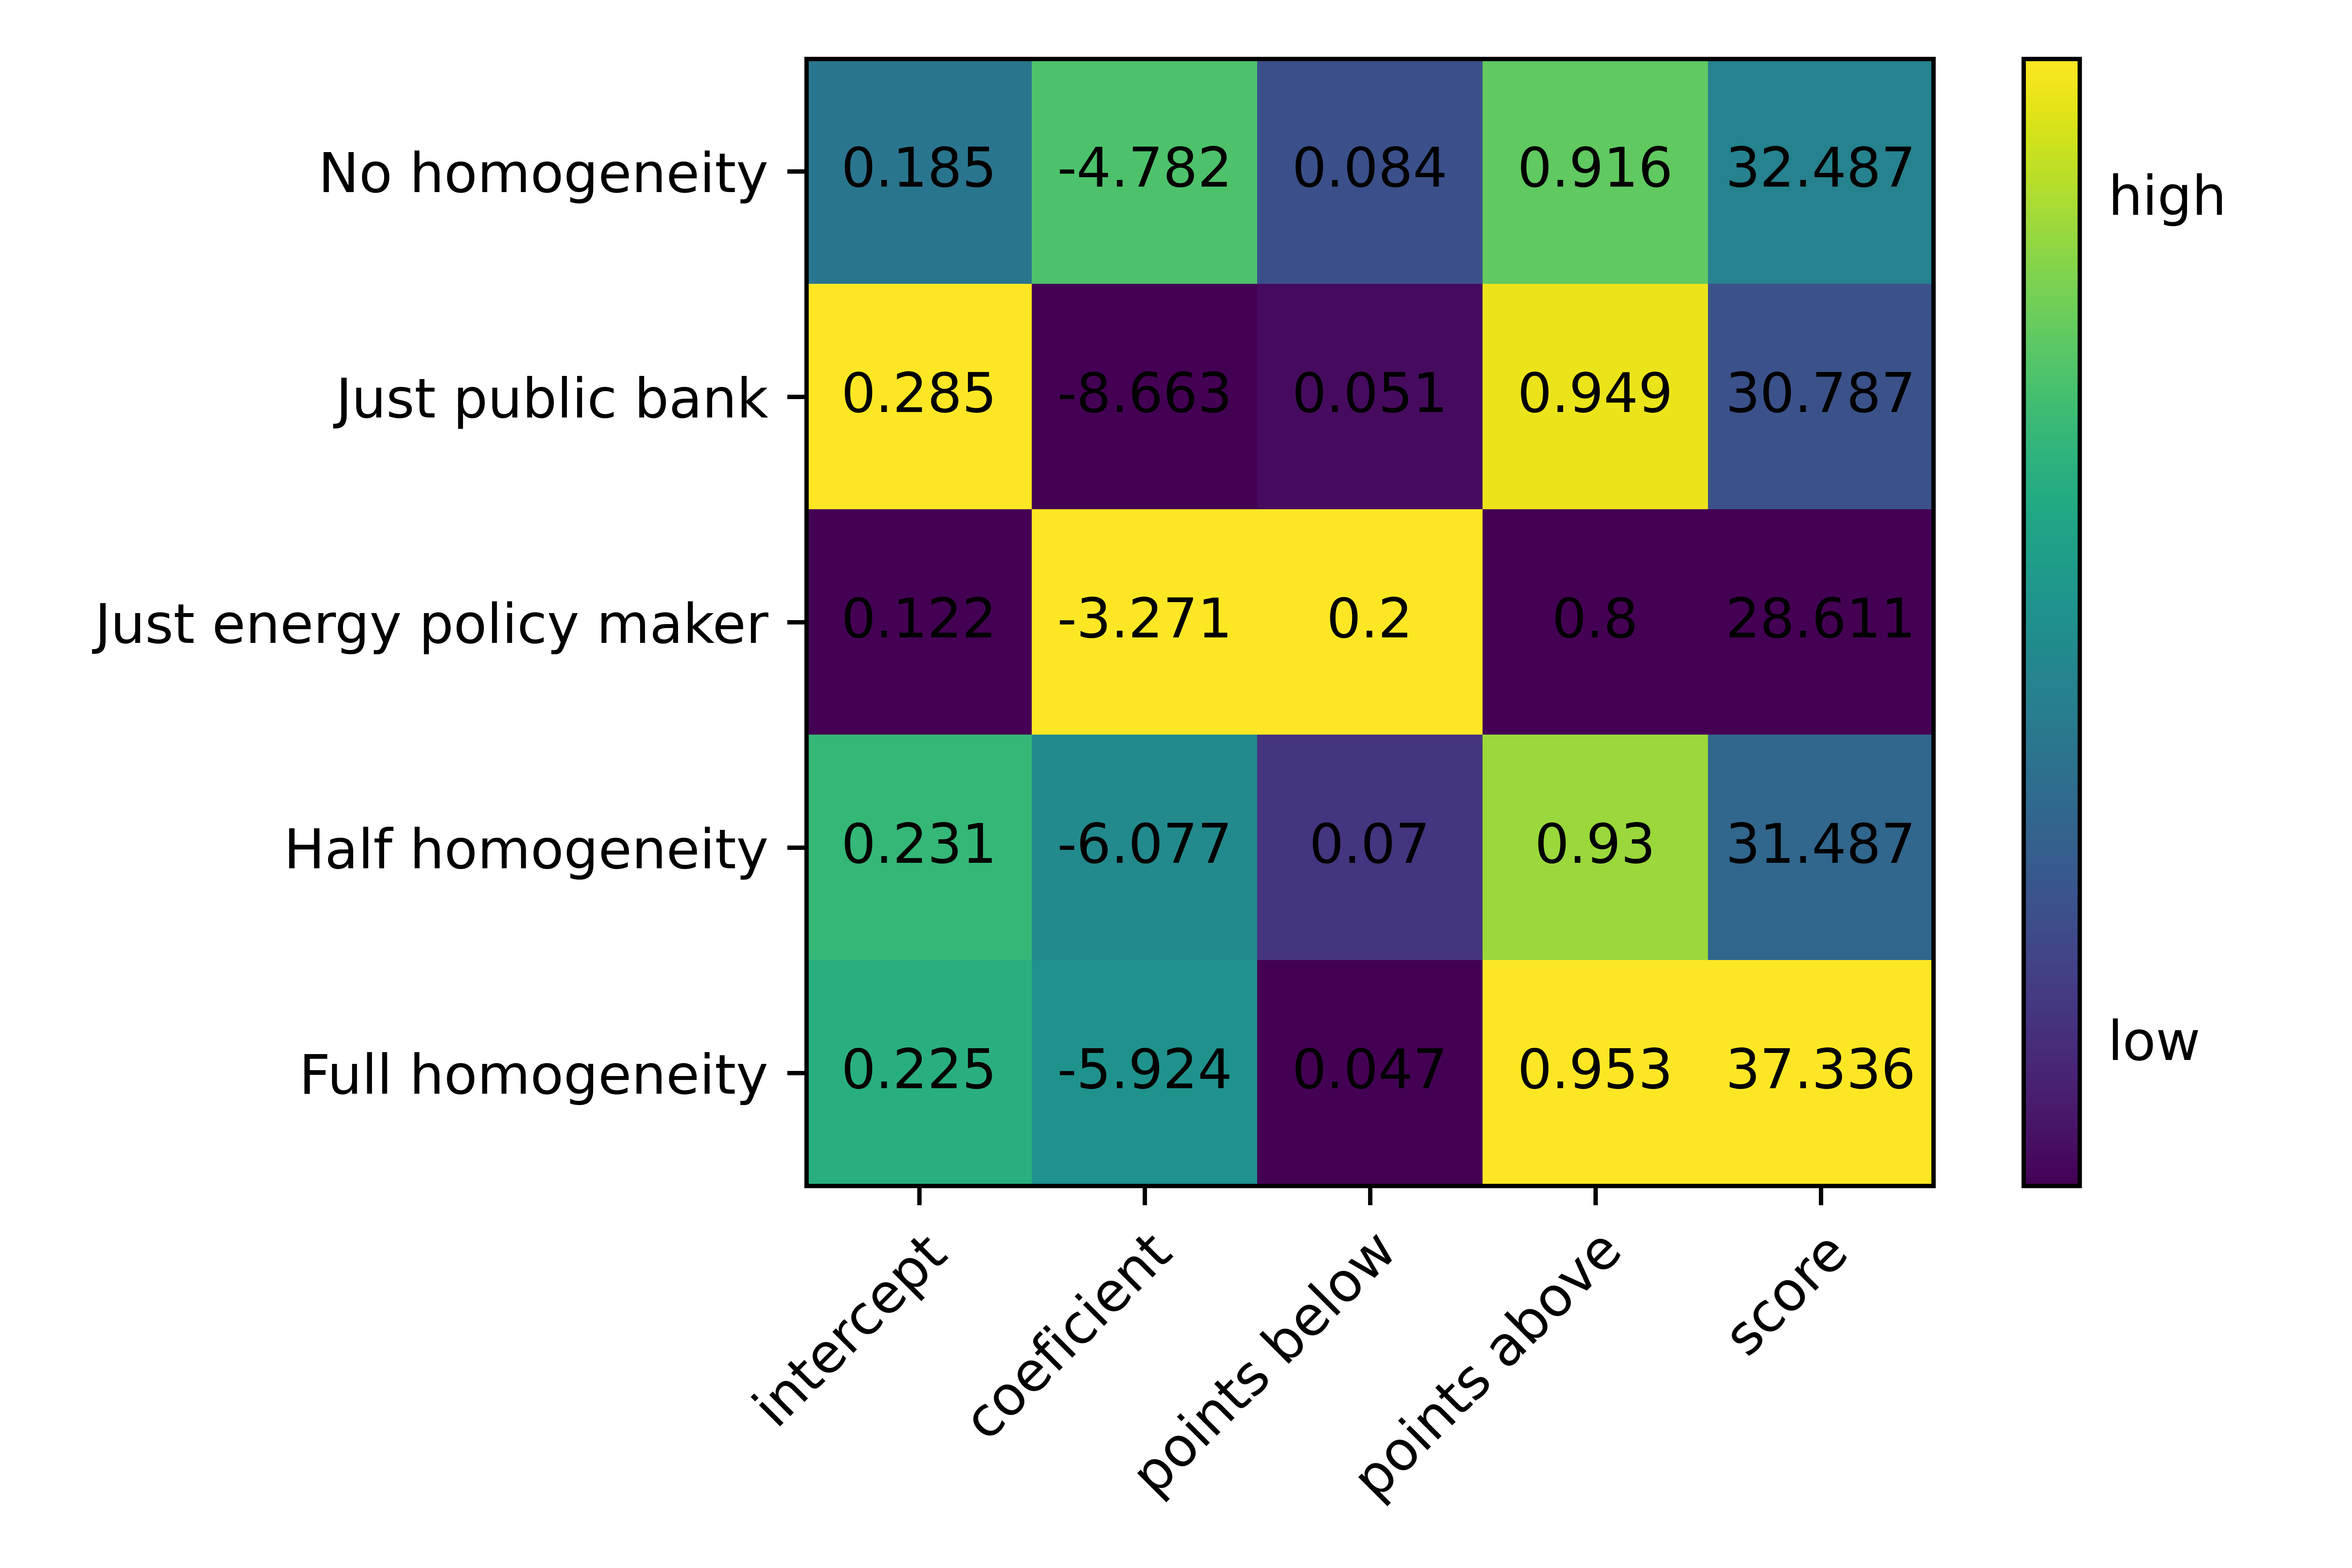 No homogeneity 0.185 -4.782 0.084 0.916 32.487
high
Just public bank 0.285 -8.663 0.051 0.949 30.787
Just energy policy maker 0.122 -3.271 0.2 0.8 28.611
Half homogeneity 0.231 -6.077 0.07 0.93 31.487
Full homogeneity 0.225 -5.924 0.047 0.953 37.336
low
intercept coeficient points below points above score